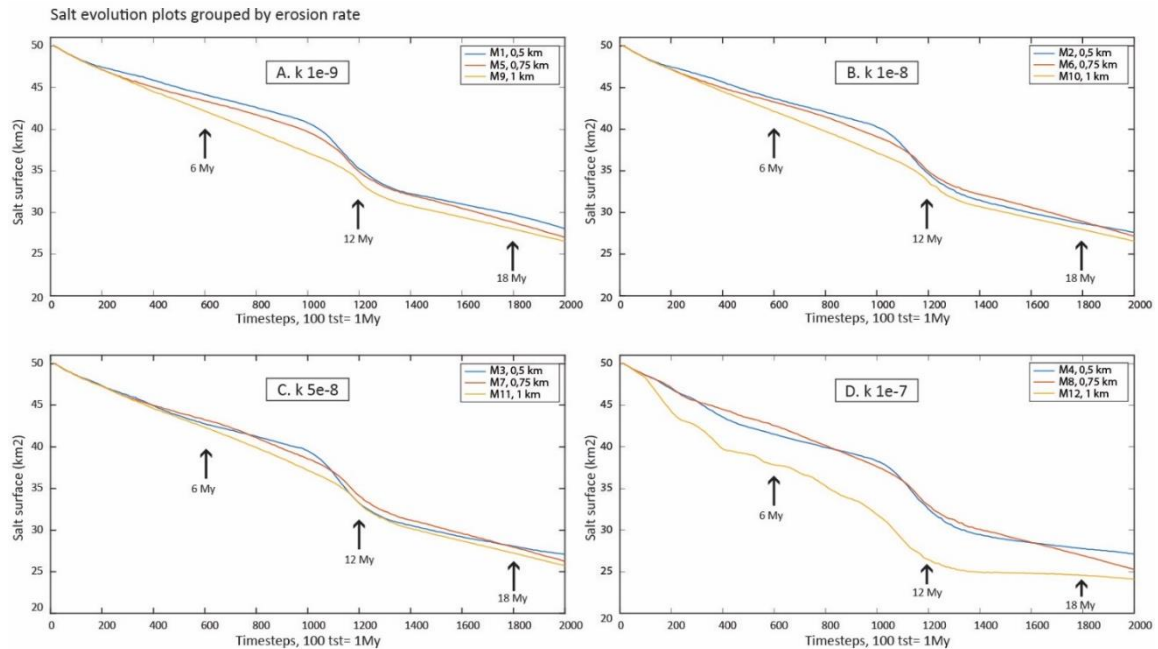 Salt evolution plots grouped by erosion rate
50
45
40
35
30
25
20
Salt surface (km2)
A. k 1e-9
M1, 0,5 km
M5, 0,75 km
M9, 1 km
6 My
12 My
18 My
0 200 400 600 800 1000 1200 1400 1600 1800 2000
Timesteps, 100 tst= 1My
50
45
40
35
30
25
20
Salt surface (km2)
B. k 1e-8
M2, 0,5 km
M6, 0,75 km
M10, 1 km
6 My
12 My
18 My
0 200 400 600 800 1000 1200 1400 1600 1800 2000
Timesteps, 100 tst= 1My
50
45
40
35
30
25
20
Salt surface (km2)
C. k 5e-8
M3, 0,5 km
M7, 0,75 km
M11, 1 km
6 My
12 My
18 My
0 200 400 600 800 1000 1200 1400 1600 1800 2000
Timesteps, 100 tst= 1My
50
45
40
35
30
25
20
Salt surface (km2)
D. k 1e-7
M4, 0,5 km
M8, 0,75 km
M12, 1 km
6 My
12 My
18 My
0 200 400 600 800 1000 1200 1400 1600 1800 2000
Timesteps, 100 tst= 1My